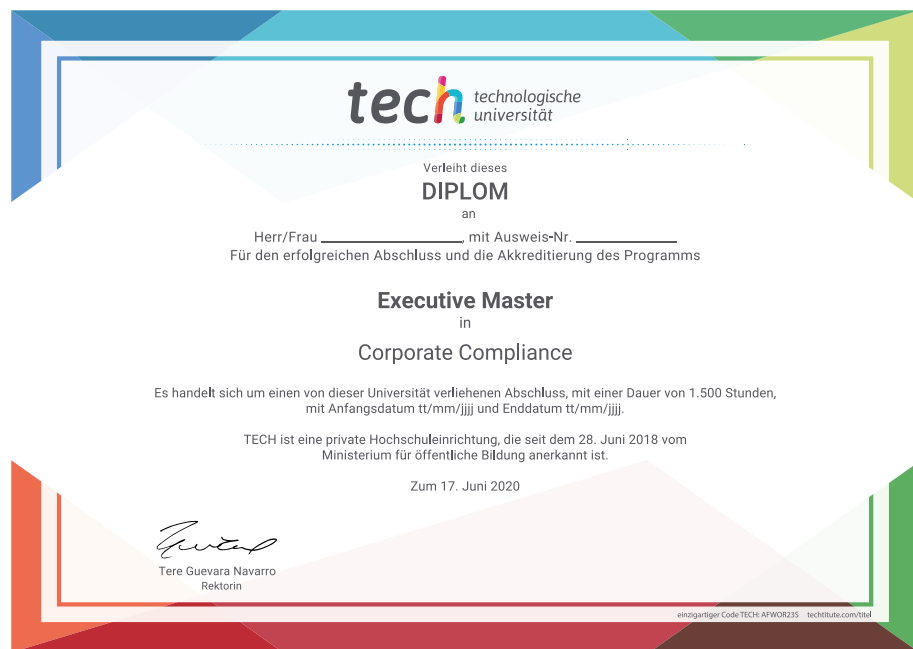 tech technologische
universität
Verleiht dieses
DIPLOM
an
Herr/Frau ____________, mit Ausweis-Nr. ____________
Für den erfolgreichen Abschluss und die Akkreditierung des Programms
Executive Master
in
Corporate Compliance
Es handelt sich um einen von dieser Universität verliehenen Abschluss, mit einer Dauer von 1.500 Stunden,
mit Anfangsdatum tt/mm/jjjj und Enddatum tt/mm/jjjj.
TECH ist eine private Hochschuleinrichtung, die seit dem 28. Juni 2018 vom
Ministerium für öffentliche Bildung anerkannt ist.
Zum 17. Juni 2020
Tere Guevara Navarro
Rektorin
einzigartiger Code TECH: AFWOR23S techtitute.com/titel